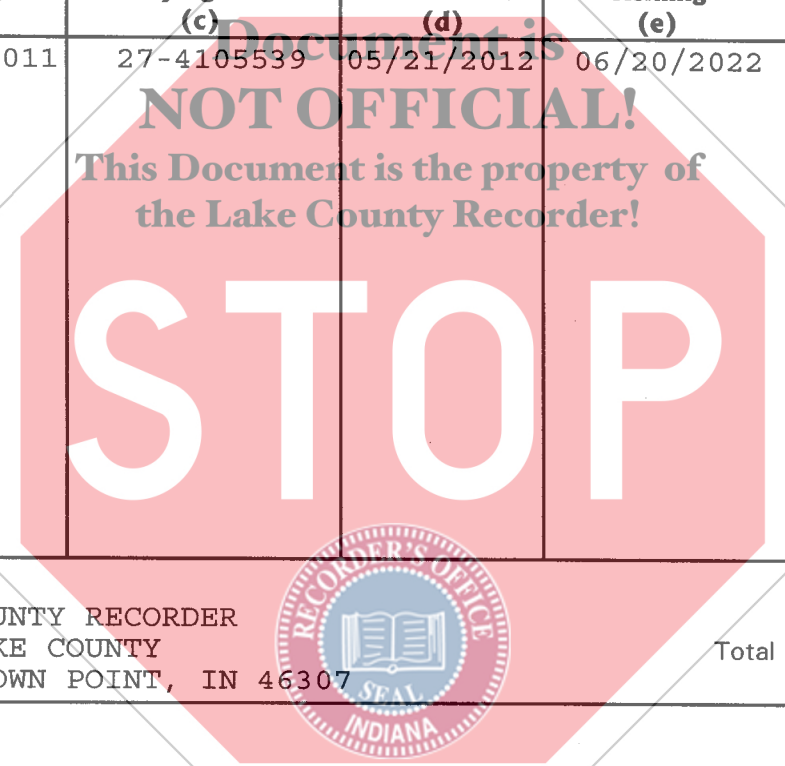 (c) (d) (e)
Document is
011 27-4105539 05/21/2012 06/20/2022
NOT OFFICIAL!
This Document is the property of
the Lake County Recorder!
STOP
RECORDER'S OFFICE
UNTY RECORDER
KE COUNTY
Total
OWN POINT, IN 46307
SEAL
INDIANA